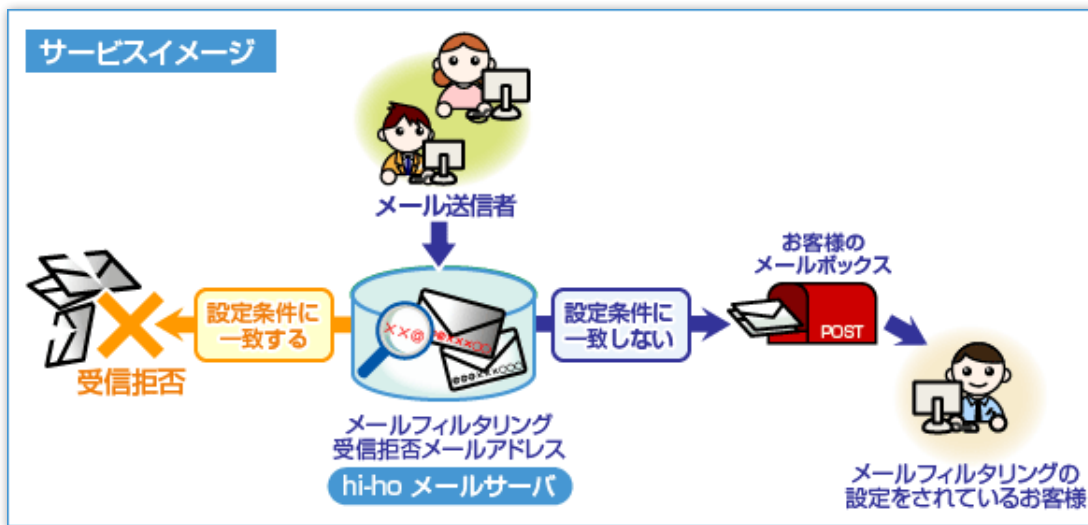 サービスイメージ
メール送信者
お客様の
メールボックス
設定条件に
一致する
××@
●●×××○○
●●●×××○○○
設定条件に
一致しない
POST
受信拒否
メールフィルタリング
受信拒否メールアドレス
hi-ho メールサーバ
メールフィルタリングの
設定をされているお客様